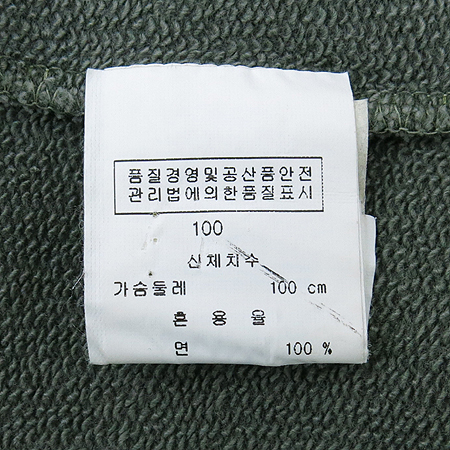 품질경영및공산품안전
관리법에의한품질표시
100
신체치수
가슴둘레 100 cm
혼 용 율
면 100 %